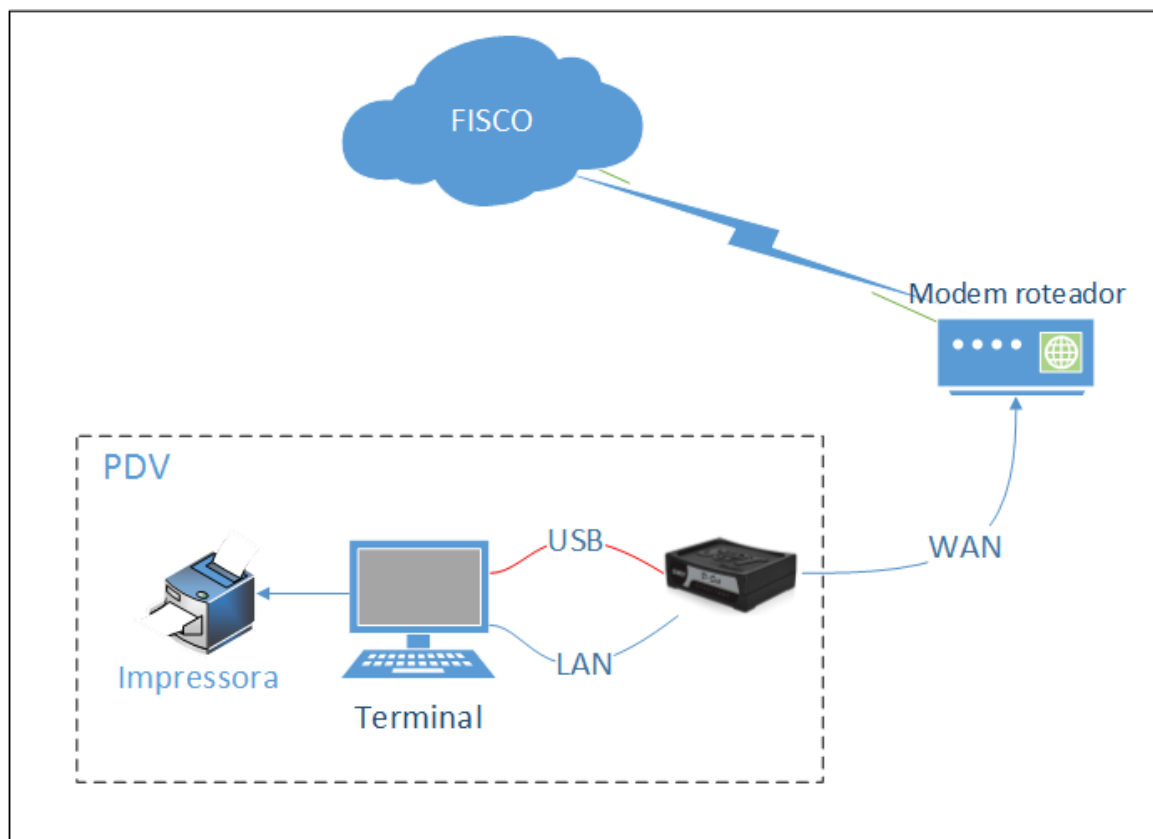 FISCO
Modem roteador
PDV
USB
WAN
LAN
Impressora
Terminal